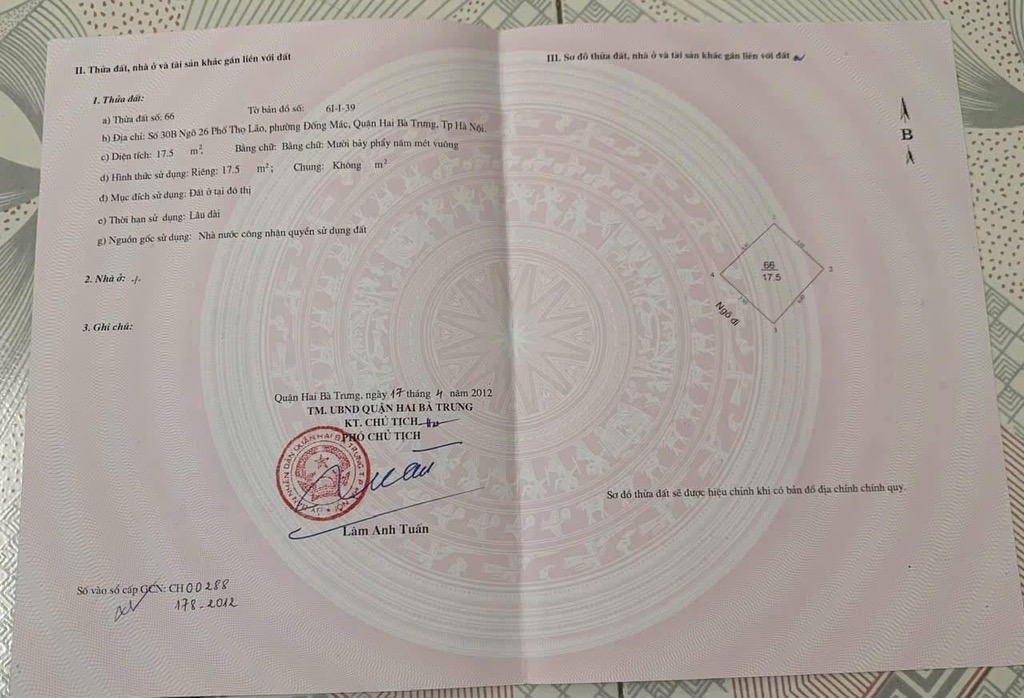 II. Thửa đất, nhà ở và tài sản khác gắn liền với đất
1. Thửa đất:
a) Thửa đất số: 66 Tờ bản đồ số: 6I-I-39
b) Địa chỉ: Số 30B Ngõ 26 Phố Thọ Lão, phường Đống Mác, Quận Hai Bà Trưng, Tp Hà Nội.
c) Diện tích: 17.5 m². Bằng chữ: Bằng chữ: Mười bảy phẩy năm mét vuông
d) Hình thức sử dụng: Riêng: 17.5 m²; Chung: Không m²
đ) Mục đích sử dụng: Đất ở tại đô thị
e) Thời hạn sử dụng: Lâu dài
g) Nguồn gốc sử dụng: Nhà nước công nhận quyền sử dụng đất
2. Nhà ở: -/-
3. Ghi chú:
Quận Hai Bà Trưng, ngày 17 tháng 4 năm 2012
TM. UBND QUẬN HAI BÀ TRƯNG
KT. CHỦ TỊCH
PHÓ CHỦ TỊCH
Lâm Anh Tuấn
Số vào sổ cấp GCN: CH00288
178-2012
III. Sơ đồ thửa đất, nhà ở và tài sản khác gắn liền với đất
B
4
66
17.5
3
Ngõ đi
Sơ đồ thửa đất sẽ được hiệu chỉnh khi có bản đồ địa chính chính quy.